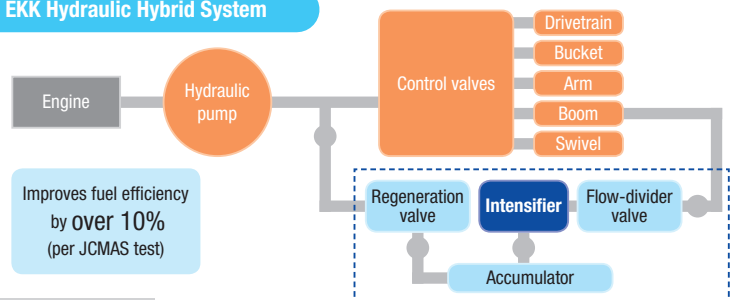 EKK Hydraulic Hybrid System
Engine
Hydraulic
pump
Control valves
Drivetrain
Bucket
Arm
Boom
Swivel
Improves fuel efficiency
by over 10%
(per JCMAS test)
Regeneration
valve
Intensifier
Flow-divider
valve
Accumulator